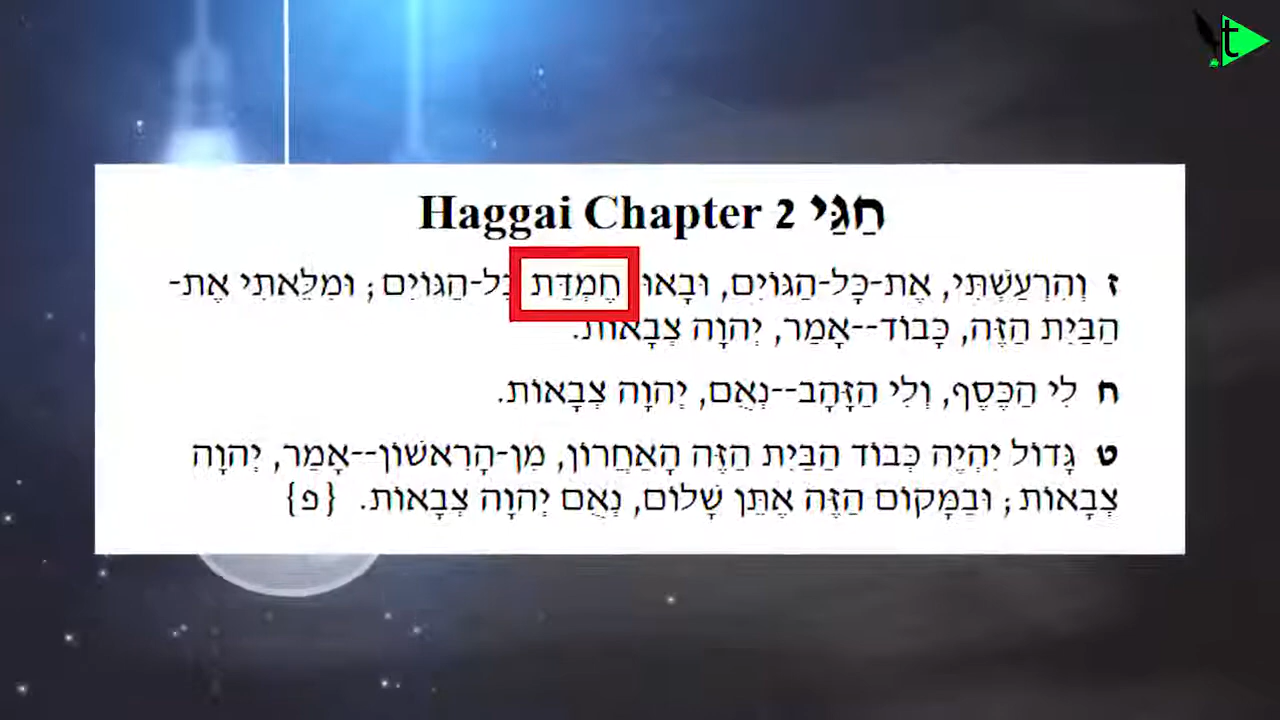 Haggai Chapter 2 חַגַּי
ז וְהִרְעַשְׁתִּי, אֶת-כָּל-הַגּוֹיִם, וּבָאוּ חֶמְדַּת כָּל-הַגּוֹיִם; וּמִלֵּאתִי אֶת-
הַבַּיִת הַזֶּה, כָּבוֹד--אָמַר, יְהוָה צְבָאוֹת.
ח לִי הַכֶּסֶף, וְלִי הַזָּהָב--נְאֻם, יְהוָה צְבָאוֹת.
ט גָּדוֹל יִהְיֶה כְּבוֹד הַבַּיִת הַזֶּה הָאַחֲרוֹן, מִן-הָרִאשׁוֹן--אָמַר, יְהוָה
צְבָאוֹת; וּבַמָּקוֹם הַזֶּה אֶתֵּן שָׁלוֹם, נְאֻם יְהוָה צְבָאוֹת. {פ}
t